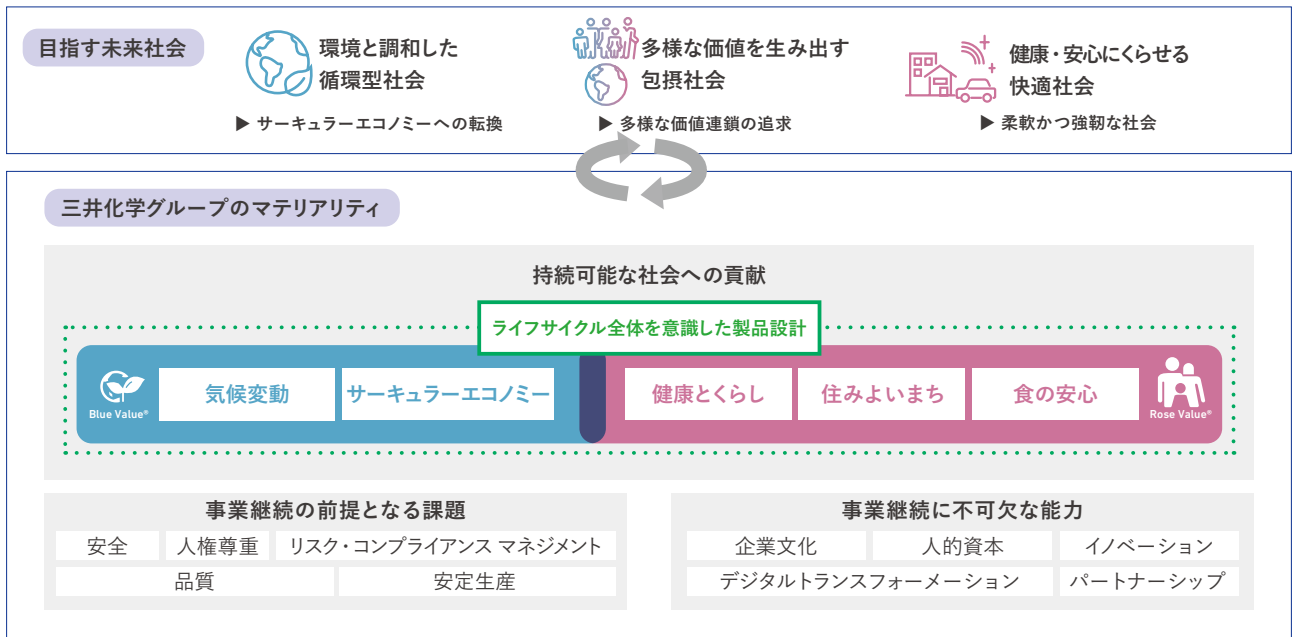 目指す未来社会
環境と調和した
循環型社会
▶ サーキュラーエコノミーへの転換
多様な価値を生み出す
包摂社会
▶ 多様な価値連鎖の追求
健康・安心にくらせる
快適社会
▶ 柔軟かつ強靭な社会
三井化学グループのマテリアリティ
持続可能な社会への貢献
ライフサイクル全体を意識した製品設計
Blue Value®
気候変動
サーキュラーエコノミー
健康とくらし
住みよいまち
食の安心
Rose Value®
事業継続の前提となる課題
安全
人権尊重
リスク・コンプライアンス マネジメント
品質
安定生産
事業継続に不可欠な能力
企業文化
人的資本
イノベーション
デジタルトランスフォーメーション
パートナーシップ